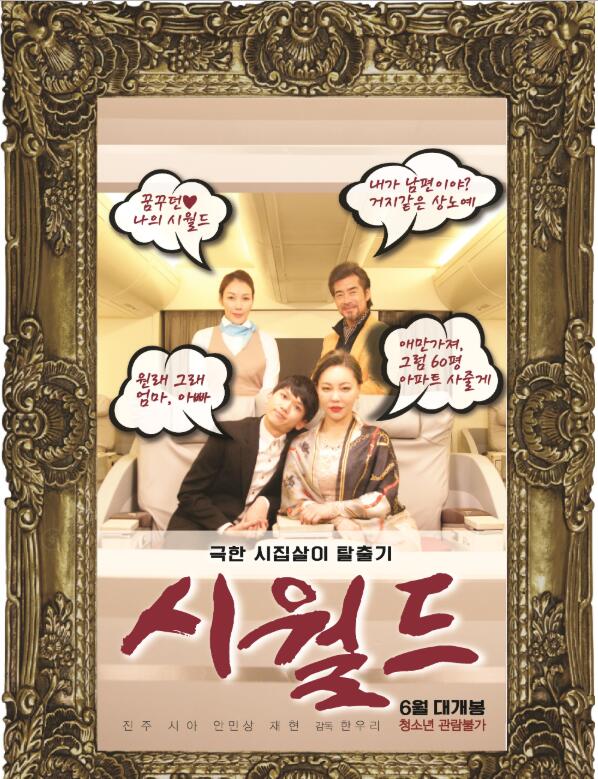 꿈꾸던♥
나의 시월드
내가 남편이야?
거지같은 상노예
원래 그래
엄마, 아빠
애만가져,
그럼 60평
아파트 사줄게
극한 시집살이 탈출기
시월드
6월 대개봉
진주 시아 안민상 재현 감독 한우리
청소년 관람불가